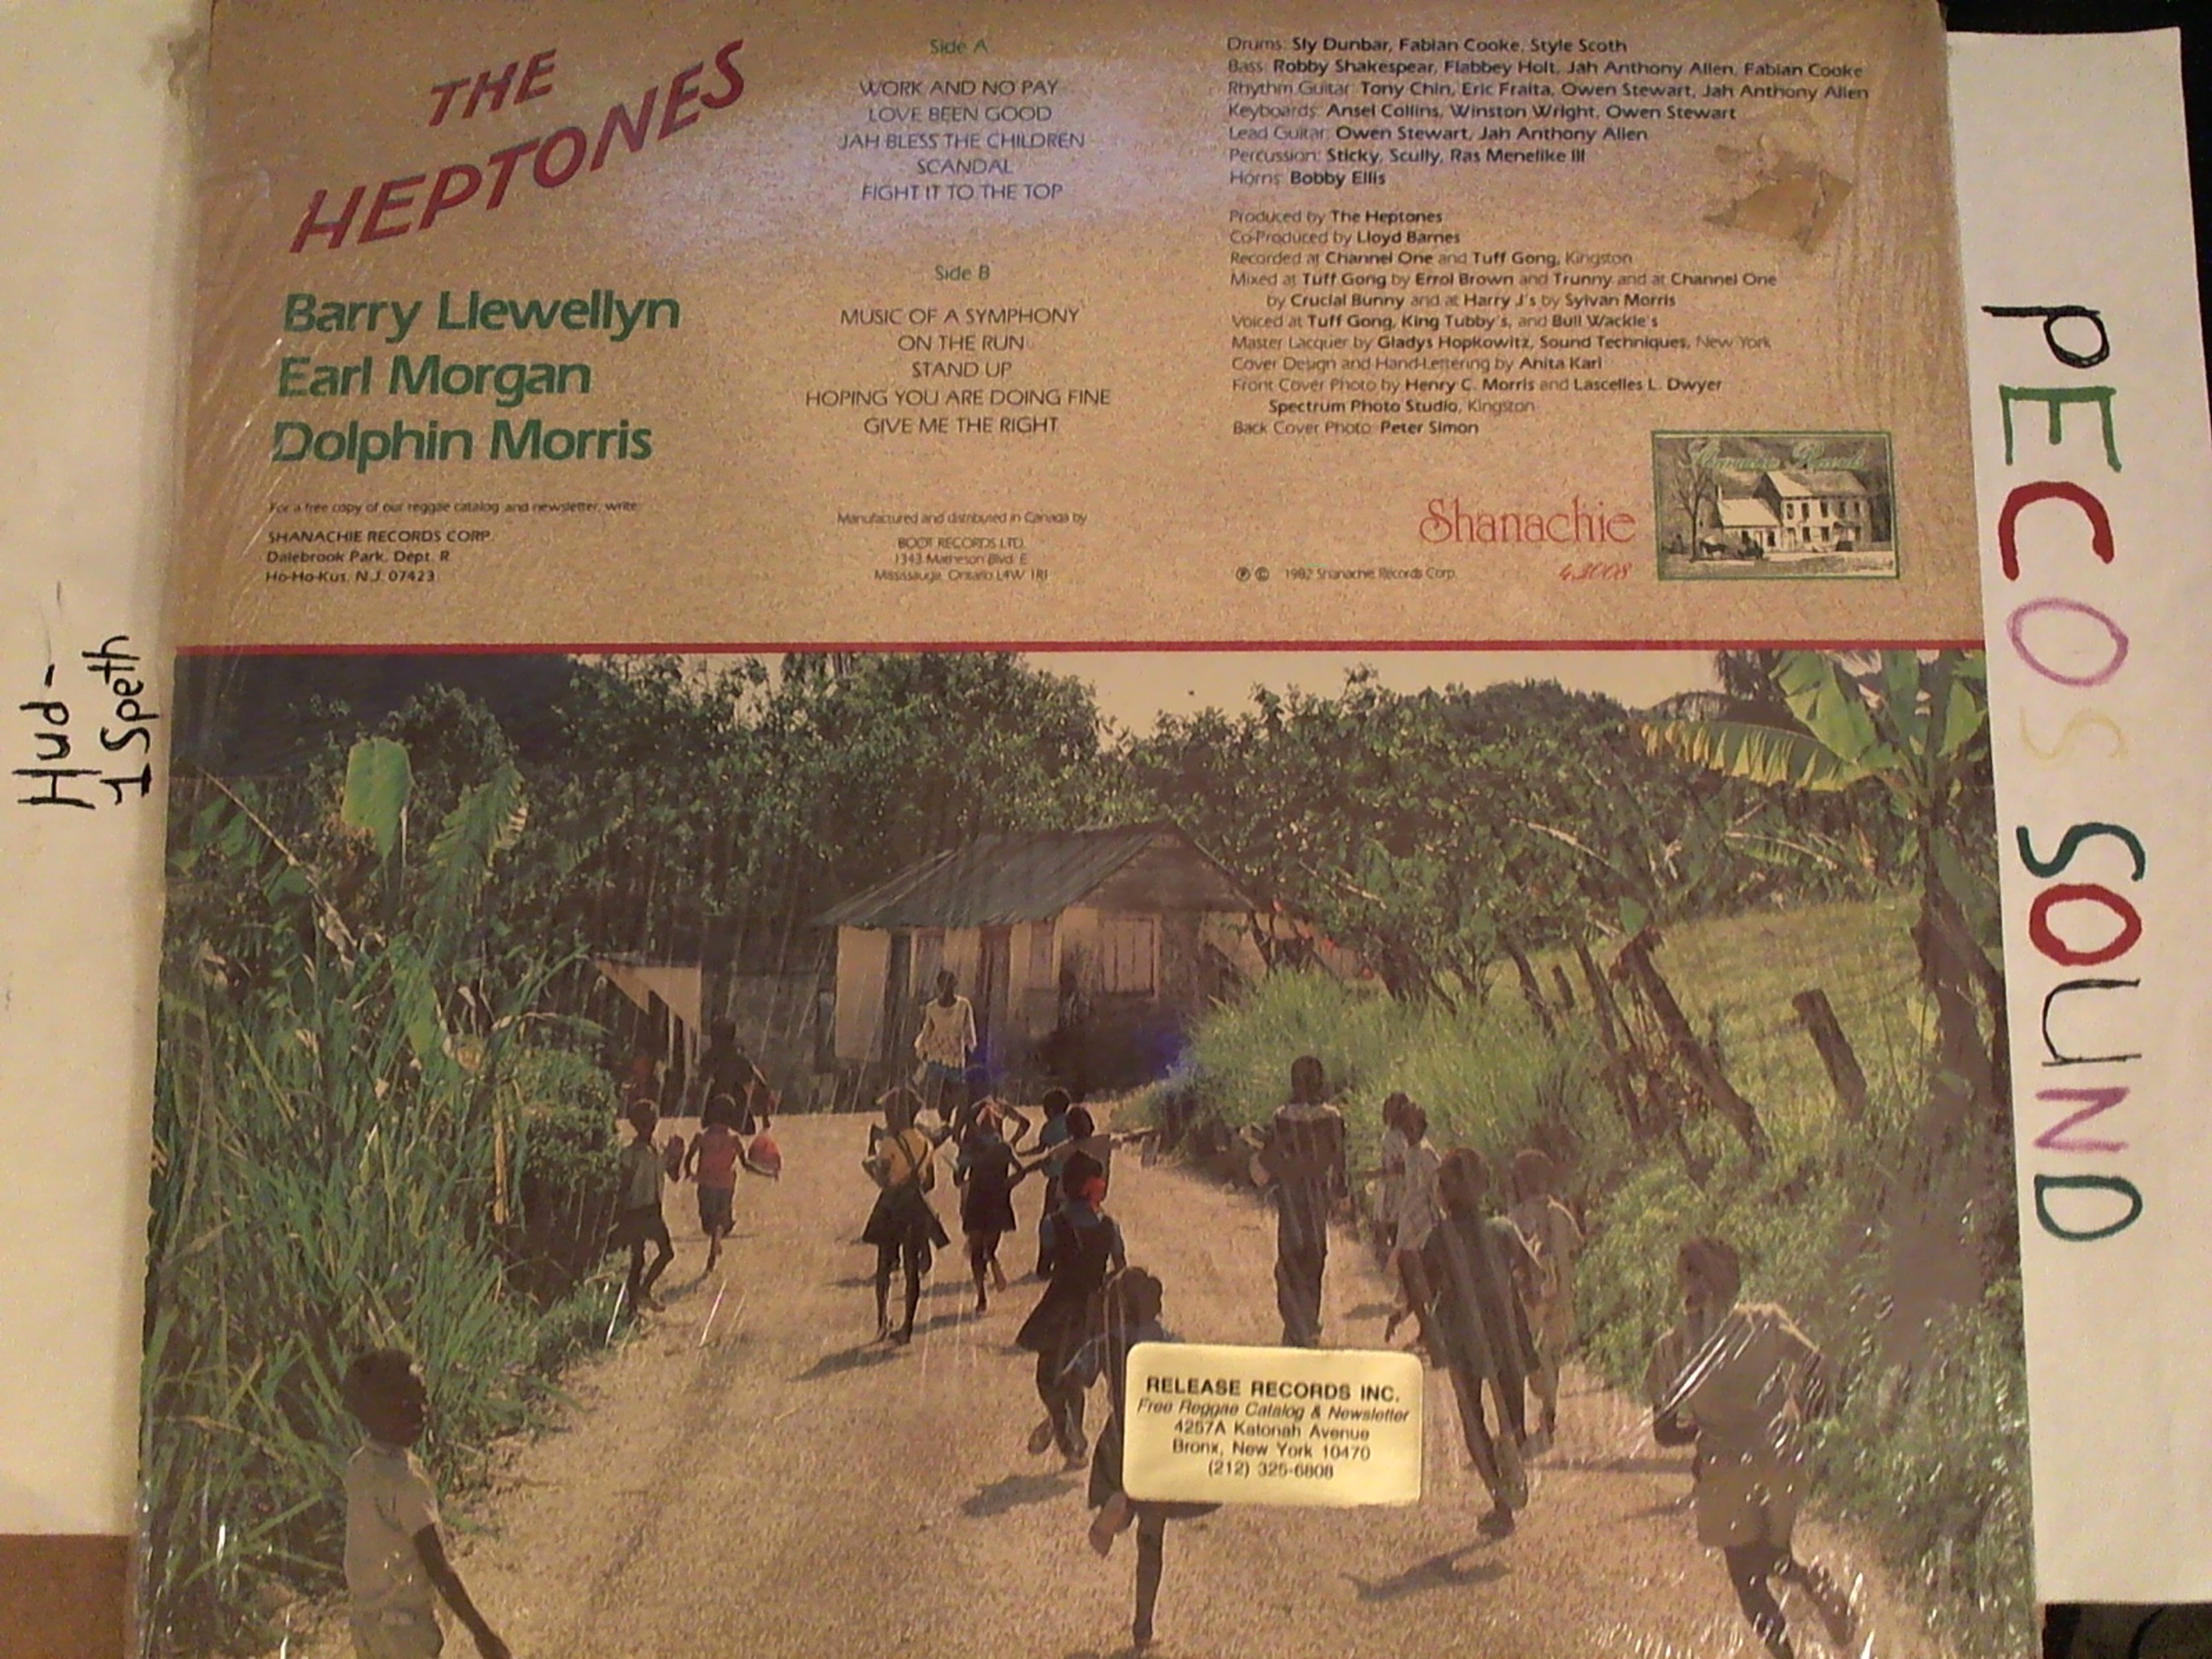 THE
HEPTONES
Barry Llewellyn
Earl Morgan
Dolphin Morris
For a free copy of our reggae catalog and newsletter, write:
SHANACHIE RECORDS CORP.
Dalebrook Park, Dept. R
Ho-Ho-Kus, N.J. 07423
Side A
WORK AND NO PAY
LOVE BEEN GOOD
JAH BLESS THE CHILDREN
SCANDAL
FIGHT IT TO THE TOP
Side B
MUSIC OF A SYMPHONY
ON THE RUN
STAND UP
HOPING YOU ARE DOING FINE
GIVE ME THE RIGHT
Manufactured and distributed in Canada by
BOOT RECORDS LTD.
1343 Matheson Blvd. E.
Mississauga, Ontario L4W 1R1
Drums: Sly Dunbar, Fabian Cooke, Style Scoth
Bass: Robby Shakespear, Flabbey Holt, Jah Anthony Allen, Fabian Cooke
Rhythm Guitar: Tony Chin, Eric Fraita, Owen Stewart, Jah Anthony Allen
Keyboards: Ansel Collins, Winston Wright, Owen Stewart
Lead Guitar: Owen Stewart, Jah Anthony Allen
Percussion: Sticky, Scully, Ras Menelike III
Horns: Bobby Ellis
Produced by The Heptones
Co-Produced by Lloyd Barnes
Recorded at Channel One and Tuff Gong, Kingston
Mixed at Tuff Gong by Errol Brown and Trunny and at Channel One
by Crucial Bunny and at Harry J's by Sylvan Morris
Voiced at Tuff Gong, King Tubby's, and Bull Wackie's
Master Lacquer by Gladys Hopkowitz, Sound Techniques, New York
Cover Design and Hand-Lettering by Anita Karl
Front Cover Photo by Henry C. Morris and Lascelles L. Dwyer
Spectrum Photo Studio, Kingston
Back Cover Photo: Peter Simon
Shanachie
43008
℗ © 1982 Shanachie Records Corp.
Shanachie Records
RELEASE RECORDS INC.
Free Reggae Catalog & Newsletter
4257A Katonah Avenue
Bronx, New York 10470
(212) 325-6808
Hud-
1Speth
PECOS SOUND